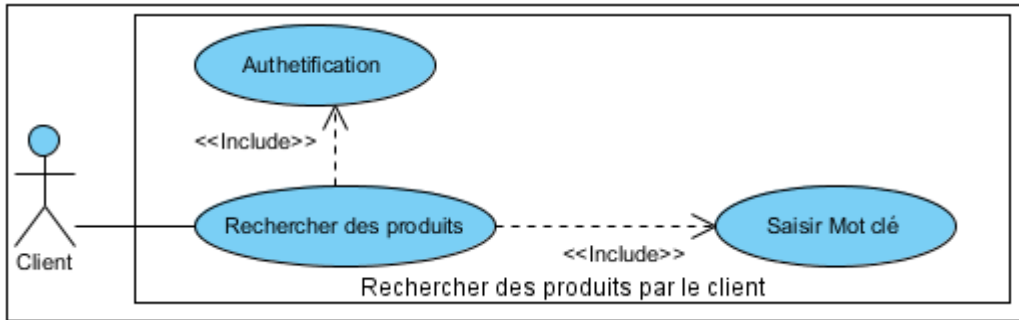 Authetification
<<Include>>
Rechercher des produits
Saisir Mot clé
<<Include>>
Client
Rechercher des produits par le client